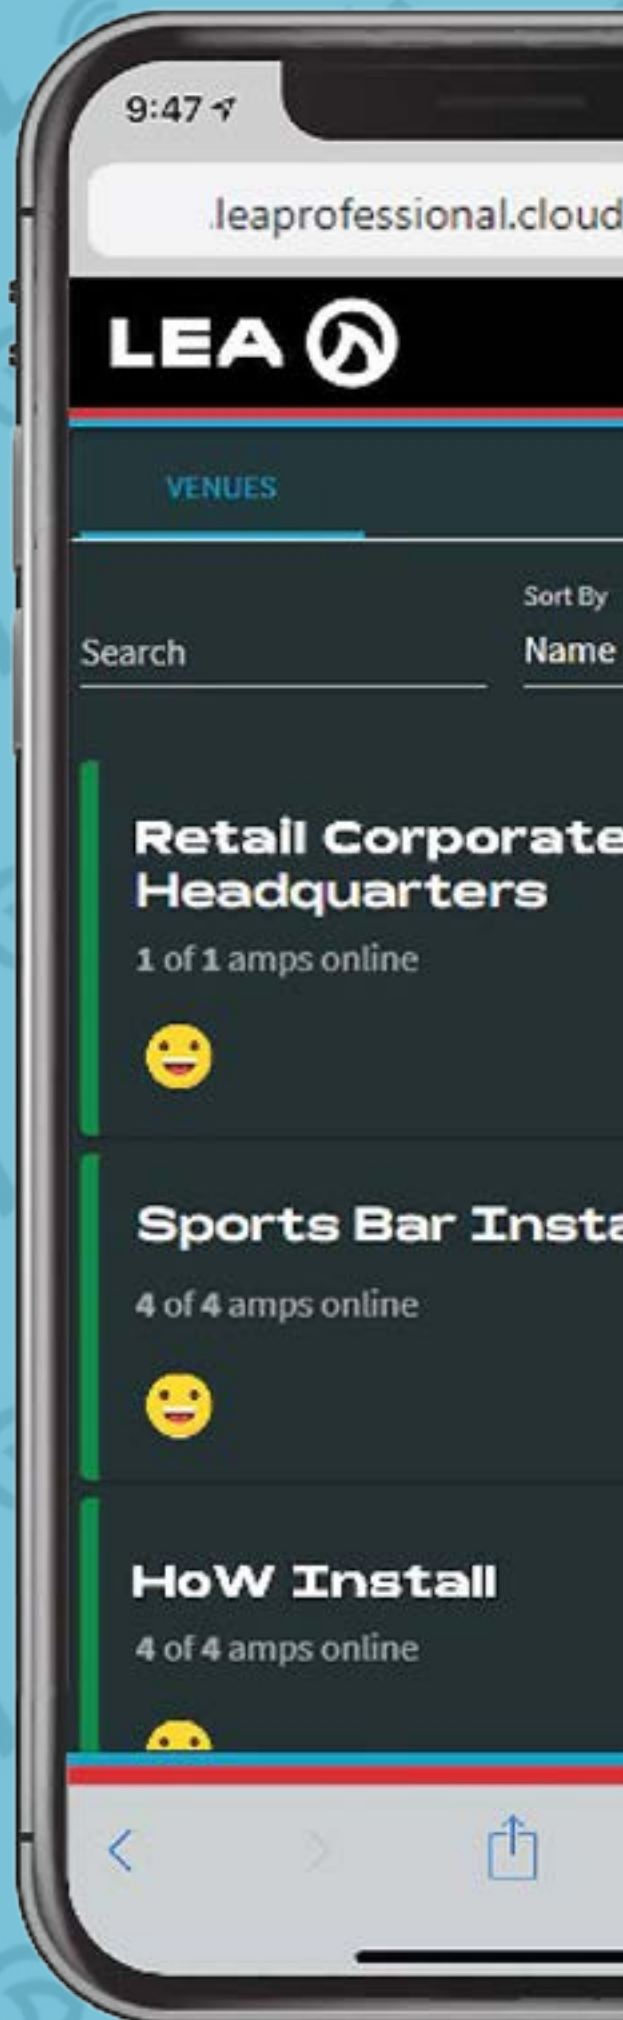 9:47
.leaprofessional.cloud
LEA
VENUES
Sort By
Search
Name
Retail Corporate
Headquarters
1 of 1 amps online
Sports Bar
4 of 4 amps online
HoW Install
4 of 4 amps online